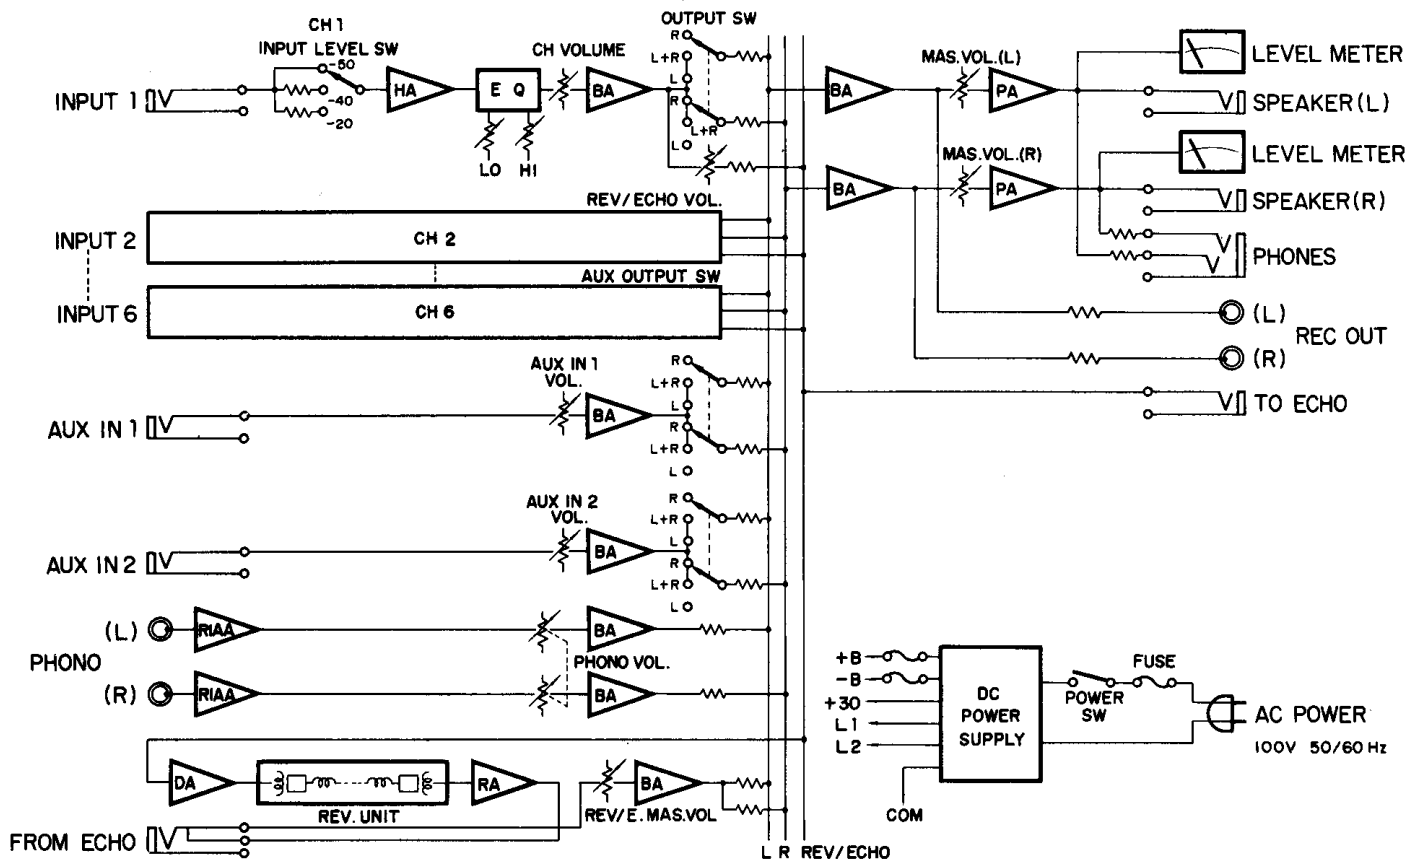 CH 1
INPUT LEVEL SW
INPUT 1
-50
-40
-20
HA
E Q
LO HI
CH VOLUME
BA
OUTPUT SW
R
L+R
L
R
L+R
L
REV/ECHO VOL.
INPUT 2
CH 2
AUX OUTPUT SW
INPUT 6
CH 6
AUX IN 1
VOL.
AUX IN 1
BA
R
L+R
L
R
L+R
L
AUX IN 2
VOL.
AUX IN 2
BA
R
L+R
L
R
L+R
L
PHONO
(L)
RIAA
BA
PHONO VOL.
(R)
RIAA
BA
DA
REV. UNIT
RA
BA
REV/E. MAS.VOL
FROM ECHO
L R REV/ECHO
BA
MAS.VOL.(L)
PA
LEVEL METER
SPEAKER(L)
BA
MAS.VOL.(R)
PA
LEVEL METER
SPEAKER(R)
PHONES
(L)
REC OUT
(R)
TO ECHO
+B
-B
+30
L1
L2
COM
DC
POWER
SUPPLY
POWER
SW
FUSE
AC POWER
100V 50/60 Hz